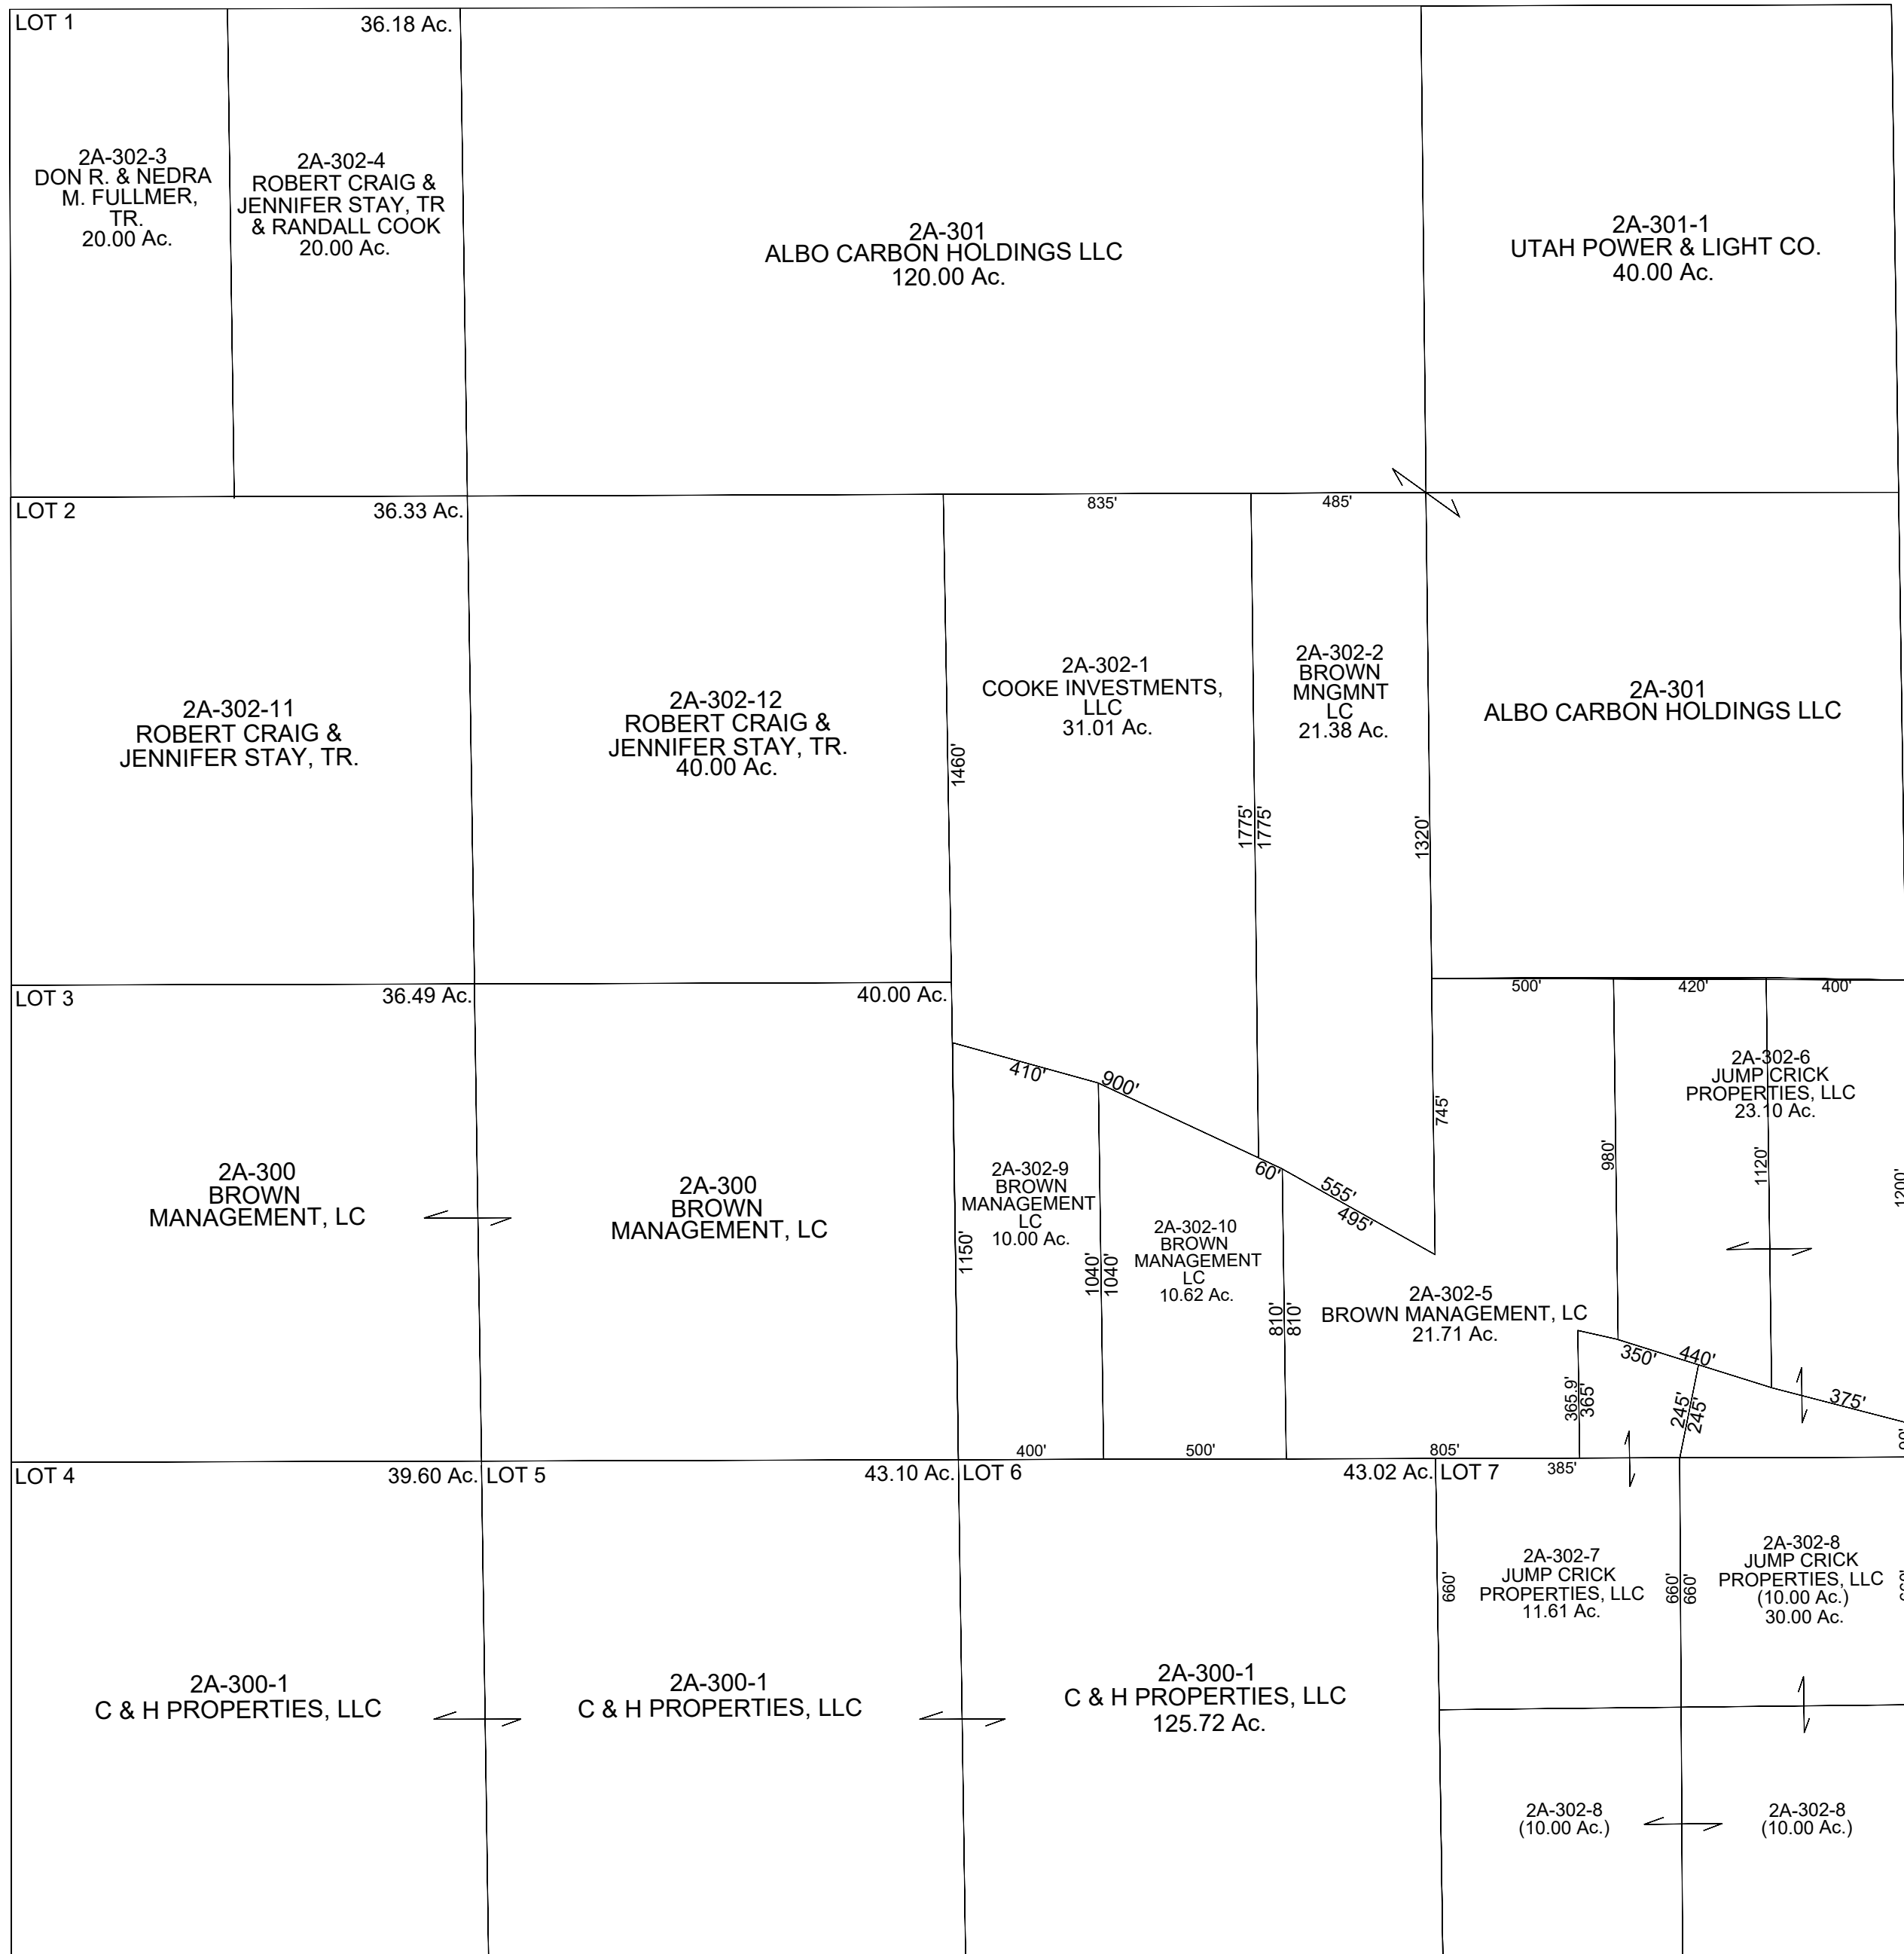 LOT 1
36.18 Ac.
2A-302-3
DON R. & NEDRA
M. FULLMER,
TR.
20.00 Ac.
2A-302-4
ROBERT CRAIG &
JENNIFER STAY, TR
& RANDALL COOK
20.00 Ac.
2A-301
ALBO CARBON HOLDINGS LLC
120.00 Ac.
2A-301-1
UTAH POWER & LIGHT CO.
40.00 Ac.
LOT 2
36.33 Ac.
835'
485'
2A-302-11
ROBERT CRAIG &
JENNIFER STAY, TR.
2A-302-12
ROBERT CRAIG &
JENNIFER STAY, TR.
40.00 Ac.
1460'
2A-302-1
COOKE INVESTMENTS,
LLC
31.01 Ac.
1775'
1775'
2A-302-2
BROWN
MNGMNT
LC
21.38 Ac.
1320'
2A-301
ALBO CARBON HOLDINGS LLC
LOT 3
36.49 Ac.
40.00 Ac.
500'
420'
400'
2A-300
BROWN
MANAGEMENT, LC
2A-300
BROWN
MANAGEMENT, LC
410'
900'
60'
555'
495'
745'
980'
1120'
1200'
2A-302-6
JUMP CRICK
PROPERTIES, LLC
23.10 Ac.
2A-302-9
BROWN
MANAGEMENT
LC
10.00 Ac.
1150'
1040'
1040'
2A-302-10
BROWN
MANAGEMENT
LC
10.62 Ac.
810'
810'
2A-302-5
BROWN MANAGEMENT, LC
21.71 Ac.
350'
440'
375'
365.9'
365'
245'
245'
400'
500'
805'
385'
LOT 4
39.60 Ac.
LOT 5
43.10 Ac.
LOT 6
43.02 Ac.
LOT 7
660'
2A-302-7
JUMP CRICK
PROPERTIES, LLC
11.61 Ac.
660'
660'
2A-302-8
JUMP CRICK
PROPERTIES, LLC
(10.00 Ac.)
30.00 Ac.
2A-300-1
C & H PROPERTIES, LLC
2A-300-1
C & H PROPERTIES, LLC
2A-300-1
C & H PROPERTIES, LLC
125.72 Ac.
2A-302-8
(10.00 Ac.)
2A-302-8
(10.00 Ac.)